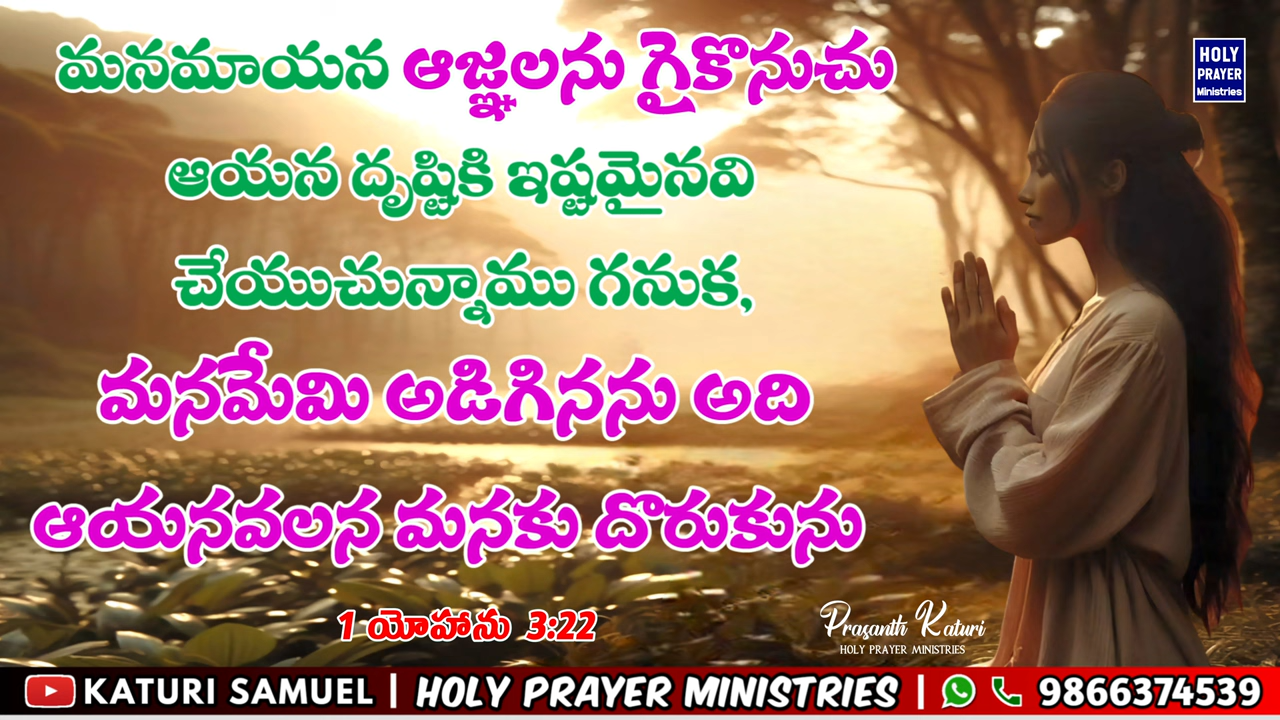 మనమాయన ఆజ్ఞలను గైకొనుచు
ఆయన దృష్టికి ఇష్టమైనవి
చేయుచున్నాము గనుక,
మనమేమి అడిగినను అది
ఆయనవలన మనకు దొరుకును
1 యోహాను 3:22
HOLY
PRAYER
Ministries
Prasanth Katuri
HOLY PRAYER MINISTRIES
KATURI SAMUEL | HOLY PRAYER MINISTRIES | 9866374539